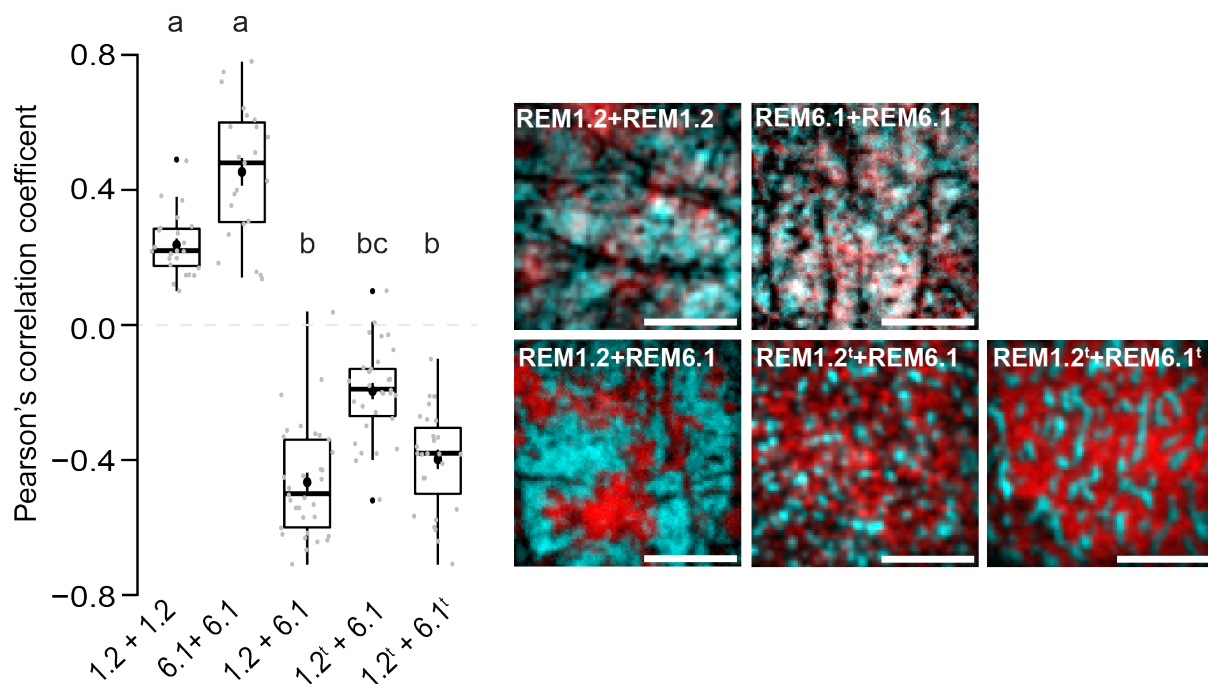 a a
0.8
REM1.2+REM1.2 REM6.1+REM6.1
Pearson's correlation coefficent
0.4
b bc b
0.0
REM1.2+REM6.1 REM1.2ᵗ+REM6.1 REM1.2ᵗ+REM6.1ᵗ
−0.4
−0.8
1.2 + 1.2
6.1+ 6.1
1.2 + 6.1
1.2ᵗ + 6.1
1.2ᵗ + 6.1ᵗ